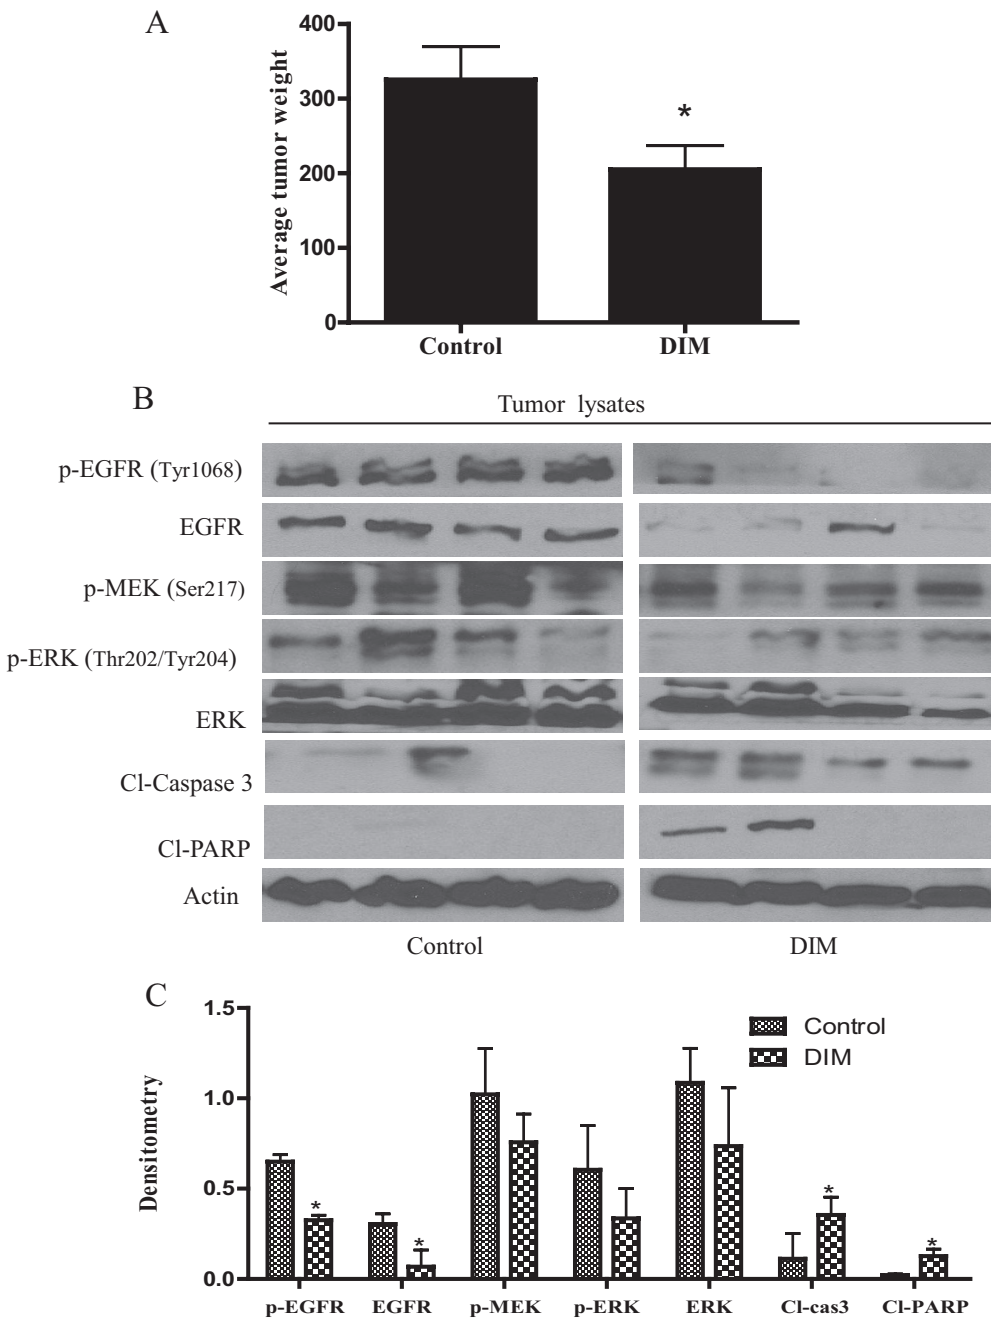 A
400
300
200
100
0
Average tumor weight
*
Control DIM
B
Tumor lysates
p-EGFR (Tyr1068)
EGFR
p-MEK (Ser217)
p-ERK (Thr202/Tyr204)
ERK
Cl-Caspase 3
Cl-PARP
Actin
Control DIM
C
1.5
1.0
0.5
0.0
Densitometry
Control
DIM
* * * *
p-EGFR EGFR p-MEK p-ERK ERK Cl-cas3 Cl-PARP